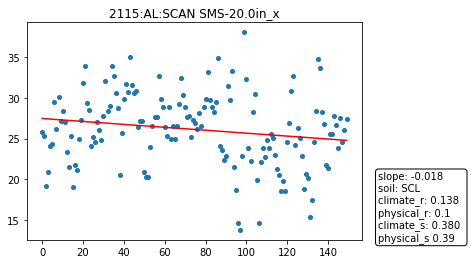 2115:AL:SCAN SMS-20.0in_x
35
30
25
20
15
0 20 40 60 80 100 120 140
slope: -0.018
soil: SCL
climate_r: 0.138
physical_r: 0.1
climate_s: 0.380
physical_s 0.39